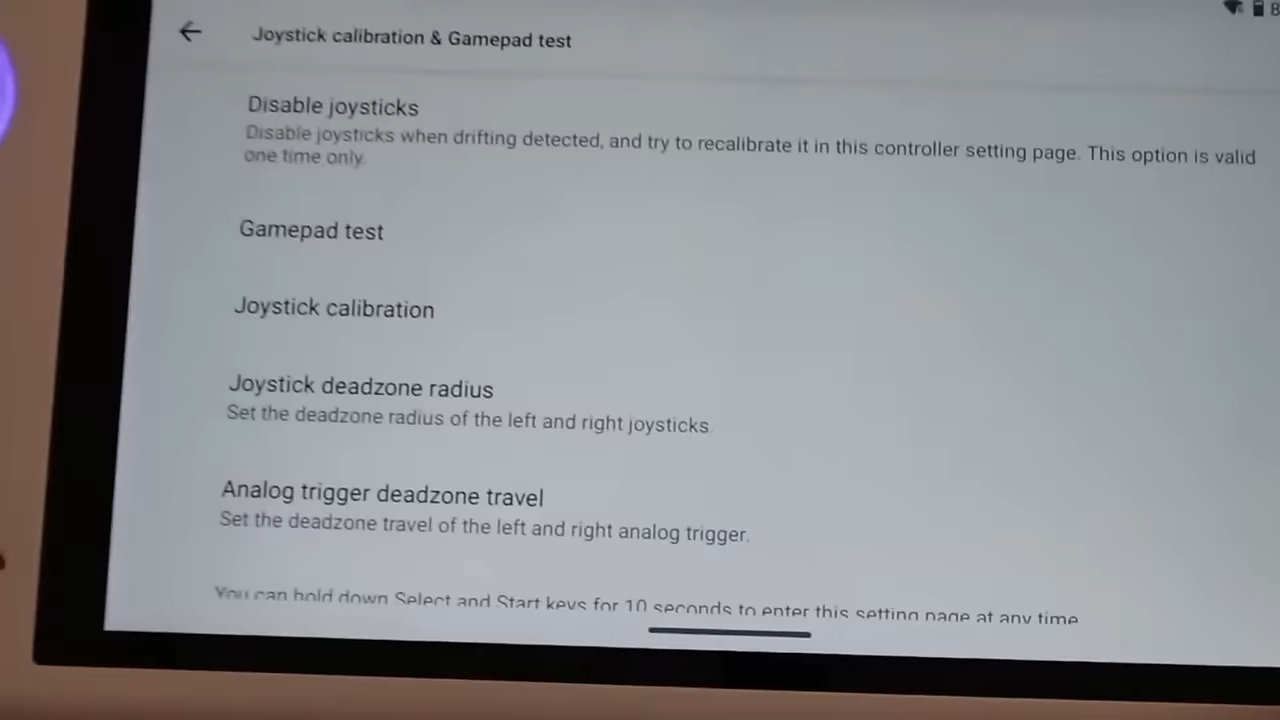 Joystick calibration & Gamepad test
Disable joysticks
Disable joysticks when drifting detected, and try to recalibrate it in this controller setting page. This option is valid
one time only.
Gamepad test
Joystick calibration
Joystick deadzone radius
Set the deadzone radius of the left and right joysticks.
Analog trigger deadzone travel
Set the deadzone travel of the left and right analog trigger.
You can hold down Select and Start keys for 10 seconds to enter this setting page at any time